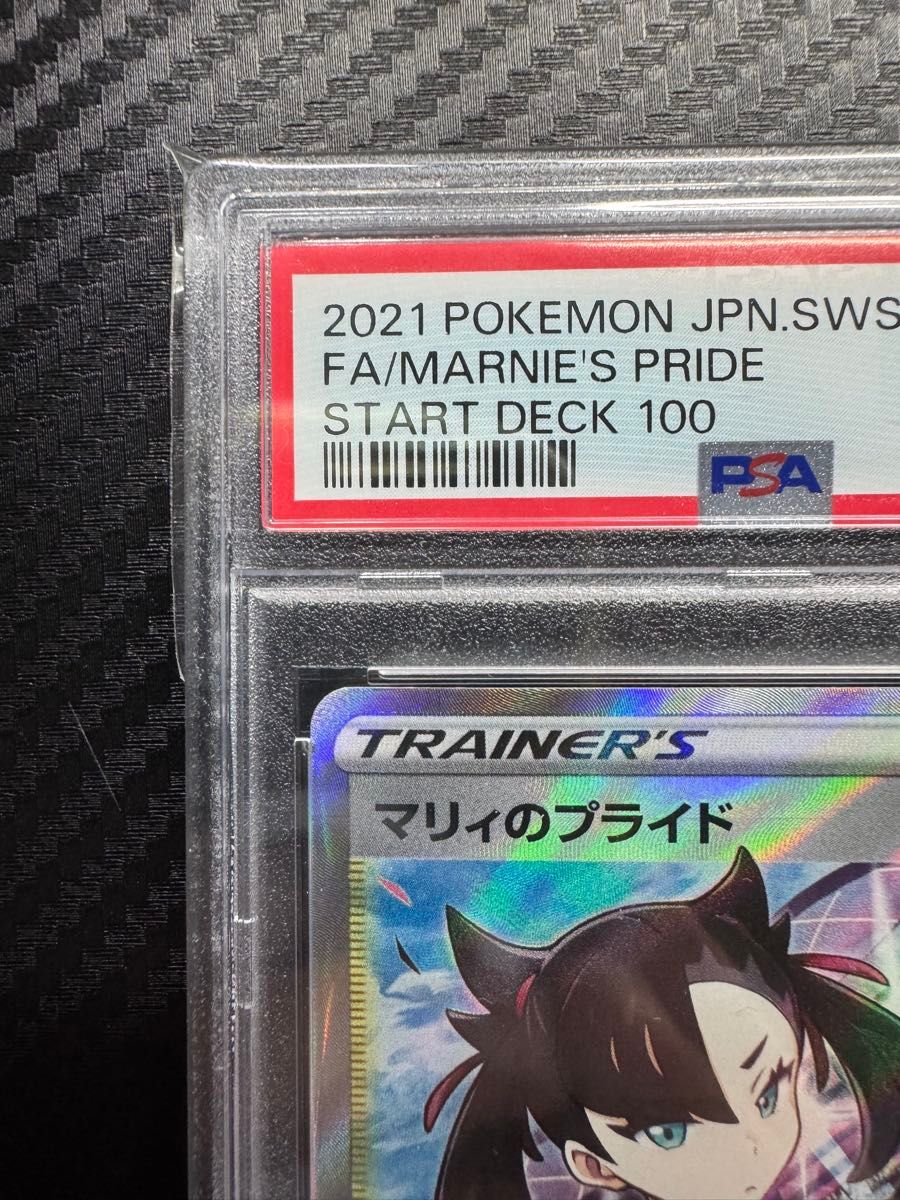 2021 POKEMON JPN.SWS
FA/MARNIE'S PRIDE
START DECK 100
PSA
TRAINER'S
マリィのプライド